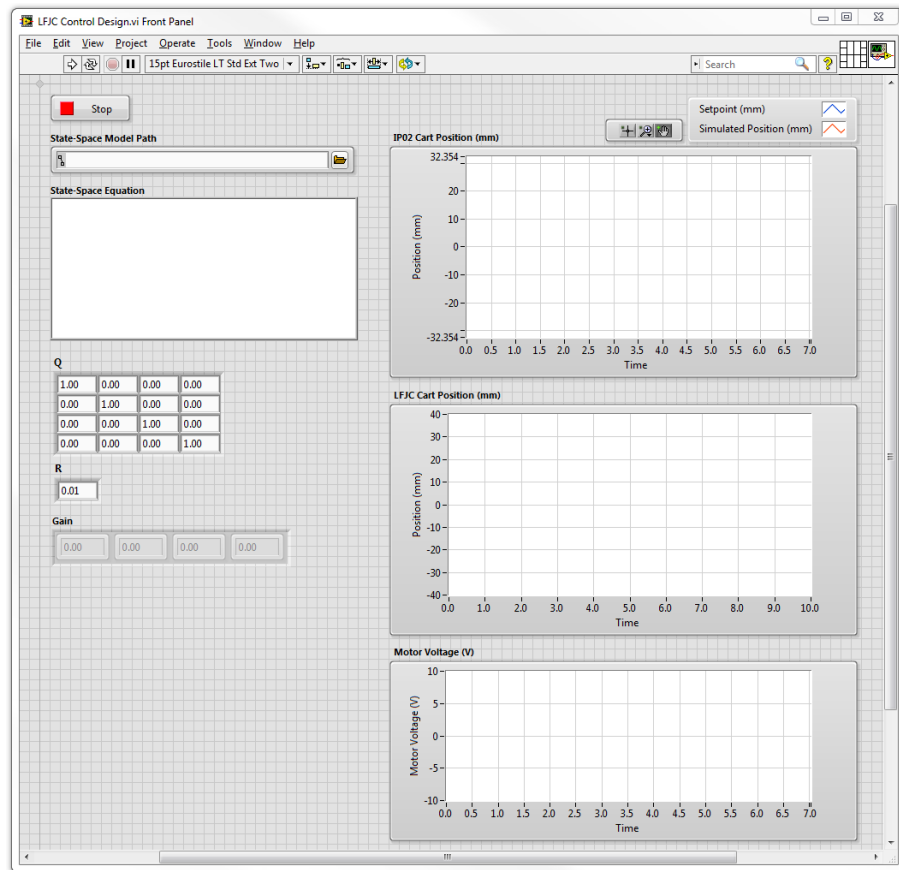 LFJC Control Design.vi Front Panel
File Edit View Project Operate Tools Window Help
15pt Eurostile LT Std Ext Two
Search
?
Stop
State-Space Model Path
State-Space Equation
Q
1.00 0.00 0.00 0.00
0.00 1.00 0.00 0.00
0.00 0.00 1.00 0.00
0.00 0.00 0.00 1.00
R
0.01
Gain
0.00 0.00 0.00 0.00
Setpoint (mm)
Simulated Position (mm)
IP02 Cart Position (mm)
32.354
20
10
0
-10
-20
-32.354
Position (mm)
0.0 0.5 1.0 1.5 2.0 2.5 3.0 3.5 4.0 4.5 5.0 5.5 6.0 6.5 7.0
Time
LFJC Cart Position (mm)
40
30
20
10
0
-10
-20
-30
-40
Position (mm)
0.0 1.0 2.0 3.0 4.0 5.0 6.0 7.0 8.0 9.0 10.0
Time
Motor Voltage (V)
10
5
0
-5
-10
Motor Voltage (V)
0.0 0.5 1.0 1.5 2.0 2.5 3.0 3.5 4.0 4.5 5.0 5.5 6.0 6.5 7.0
Time